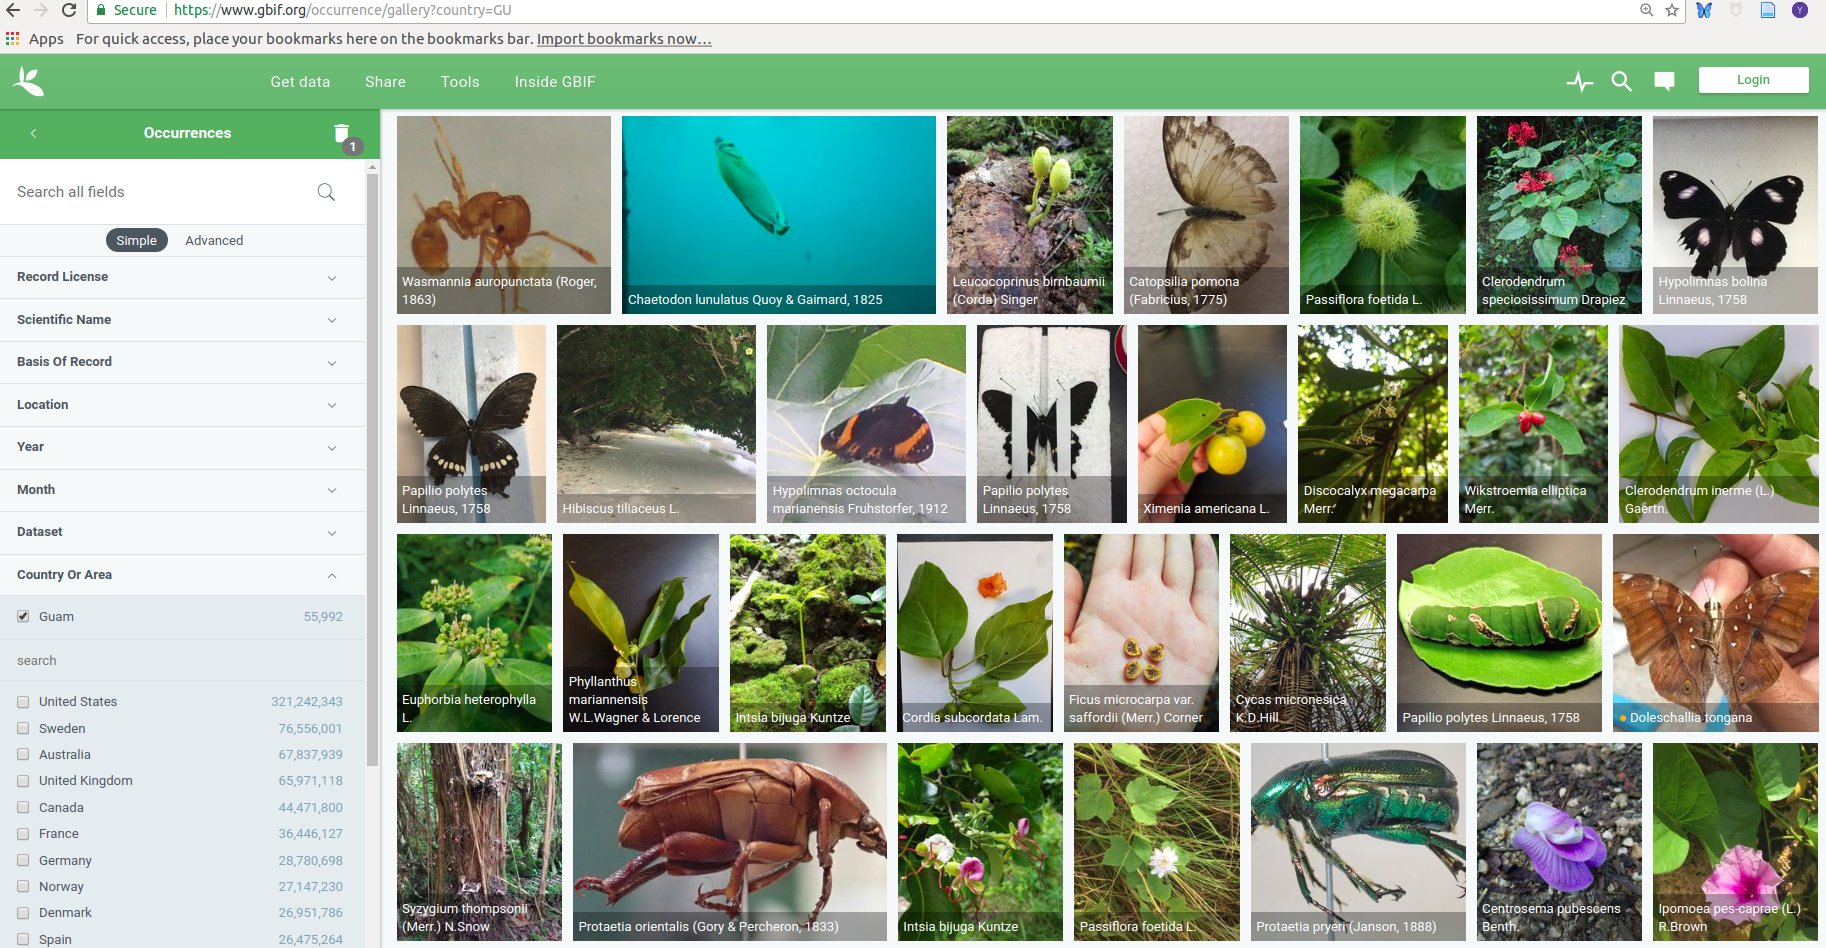 Secure
https://www.gbif.org/occurrence/gallery?country=GU
Y
Apps
For quick access, place your bookmarks here on the bookmarks bar. Import bookmarks now...
Get data
Share
Tools
Inside GBIF
Login
Occurrences
1
Search all fields
Simple
Advanced
Record License
Scientific Name
Basis Of Record
Location
Year
Month
Dataset
Country Or Area
Guam 55,992
search
United States 321,242,343
Sweden 76,556,001
Australia 67,837,939
United Kingdom 65,971,118
Canada 44,471,800
France 36,446,127
Germany 28,780,698
Norway 27,147,230
Denmark 26,951,786
Spain 26,475,264
Wasmannia auropunctata (Roger,
1863)
Chaetodon lunulatus Quoy & Gaimard, 1825
Leucocoprinus birnbaumii
(Corda) Singer
Catopsilia pomona
(Fabricius, 1775)
Passiflora foetida L.
Clerodendrum
speciosissimum Drapiez
Hypolimnas bolina
Linnaeus, 1758
Papilio polytes
Linnaeus, 1758
Hibiscus tiliaceus L.
Hypolimnas octocula
marianensis Fruhstorfer, 1912
Papilio polytes
Linnaeus, 1758
Ximenia americana L.
Discocalyx megacarpa
Merr.
Wikstroemia elliptica
Merr.
Clerodendrum inerme (L.)
Gaertn.
Euphorbia heterophylla
L.
Phyllanthus
mariannensis
W.L.Wagner & Lorence
Intsia bijuga Kuntze
Cordia subcordata Lam.
Ficus microcarpa var.
saffordii (Merr.) Corner
Cycas micronesica
K.D.Hill
Papilio polytes Linnaeus, 1758
Doleschallia tongana
Syzygium thompsonii
(Merr.) N.Snow
Protaetia orientalis (Gory & Percheron, 1833)
Intsia bijuga Kuntze
Passiflora foetida L.
Protaetia pryeri (Janson, 1888)
Centrosema pubescens
Benth.
Ipomoea pes-caprae (L.)
R.Brown